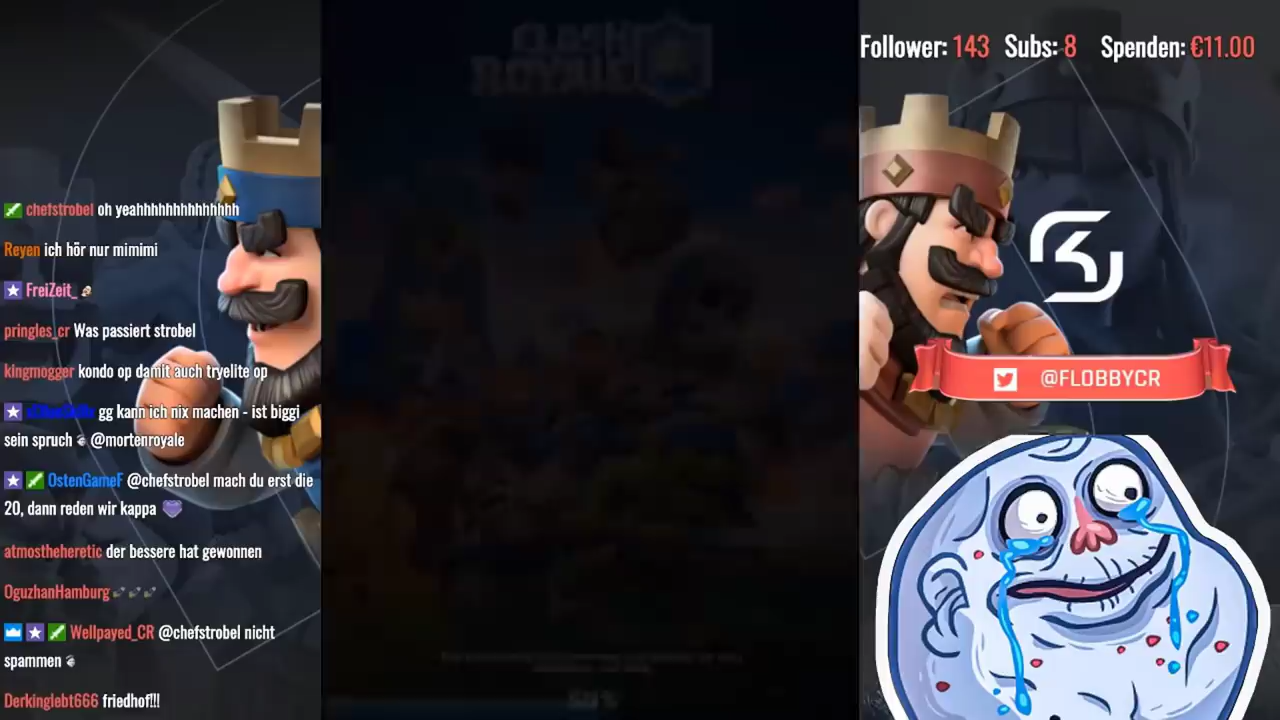 CLASH
ROYALE
Follower: 143 Subs: 8 Spenden: €11.00
chefstrobel oh yeahhhhhhhhhhhhh
Reyen ich hör nur mimimi
FreiZeit_
pringles_cr Was passiert strobel
kingmogger kondo op damit auch tryelite op
gg kann ich nix machen - ist biggi
sein spruch @mortenroyale
OstenGameF @chefstrobel mach du erst die
20, dann reden wir kappa
atmostheheretic der bessere hat gewonnen
OguzhanHamburg
Wellpayed_CR @chefstrobel nicht
spammen
Derkinglebt666 friedhof!!!
@FLOBBYCR